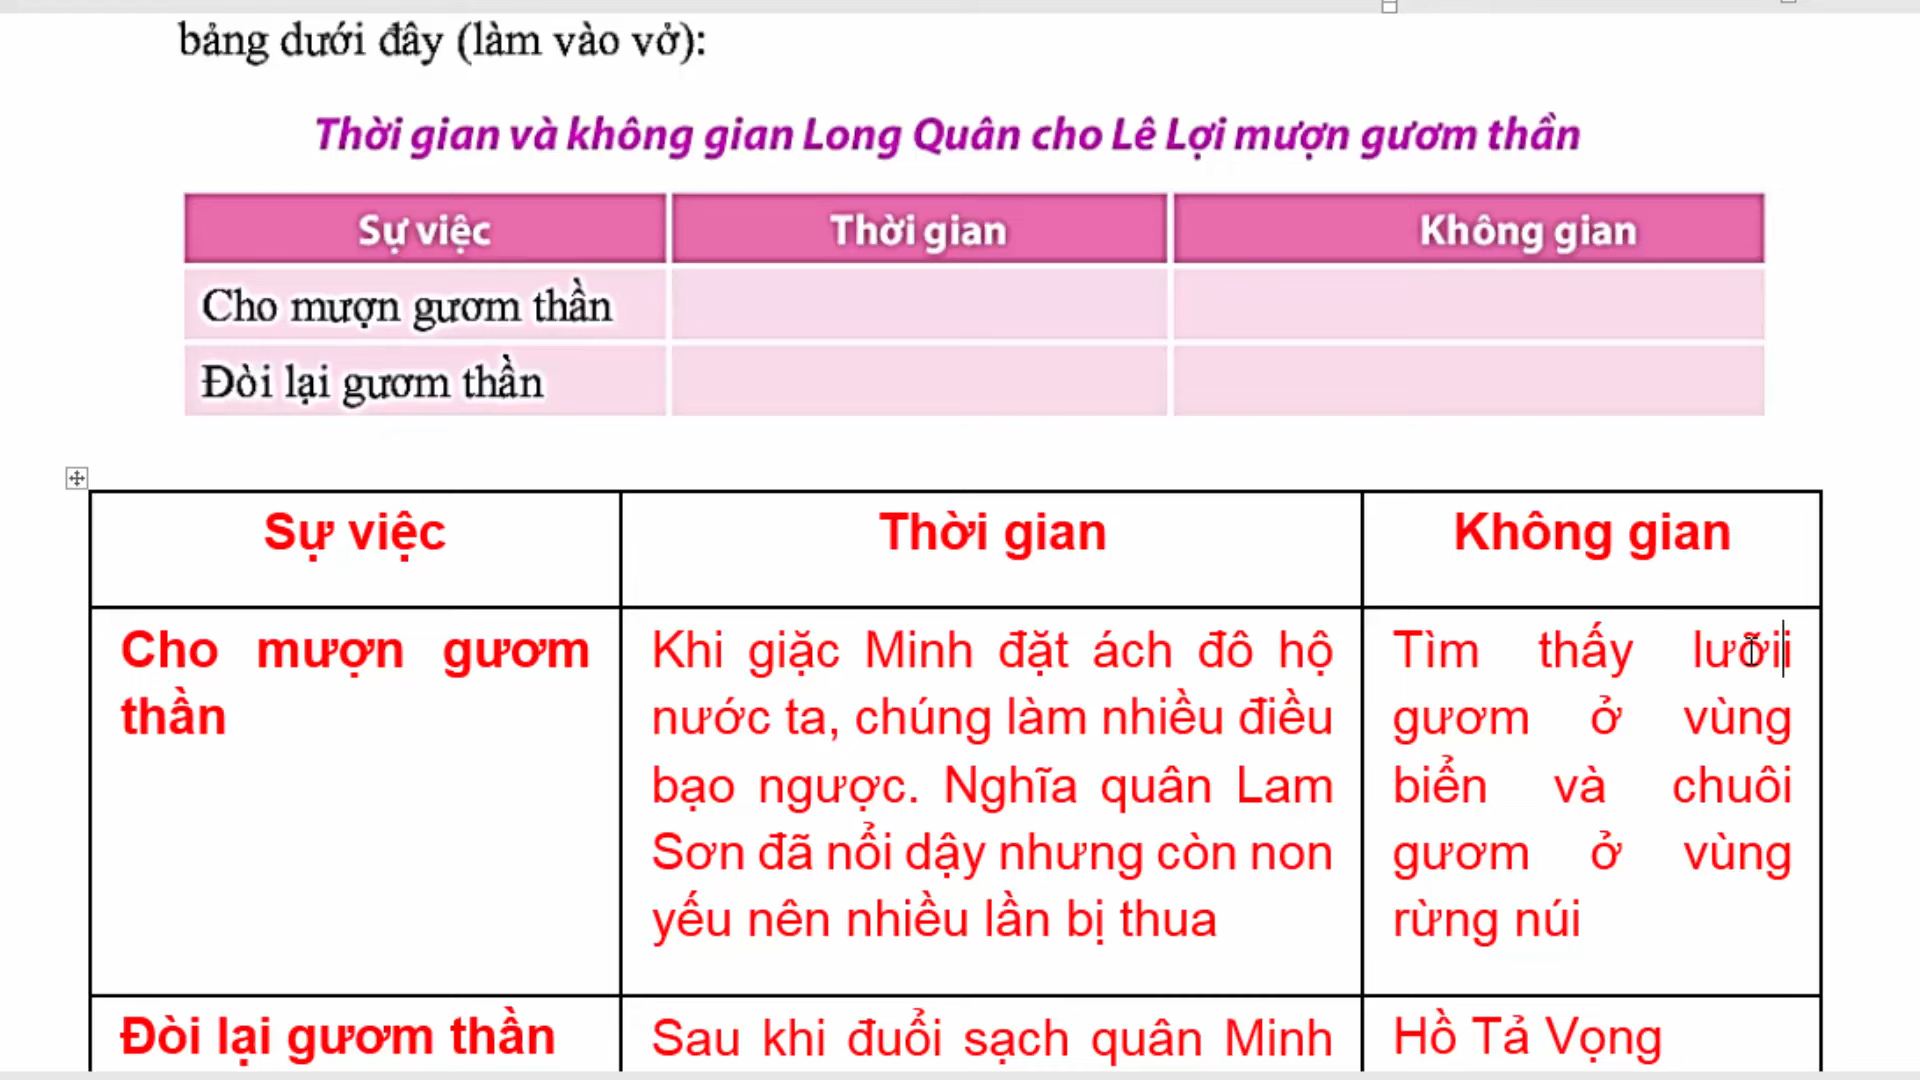 bảng dưới đây (làm vào vở):
Thời gian và không gian Long Quân cho Lê Lợi mượn gươm thần
Sự việc
Thời gian
Không gian
Cho mượn gươm thần
Đòi lại gươm thần
Sự việc
Thời gian
Không gian
Cho mượn gươm
thần
Khi giặc Minh đặt ách đô hộ
nước ta, chúng làm nhiều điều
bạo ngược. Nghĩa quân Lam
Sơn đã nổi dậy nhưng còn non
yếu nên nhiều lần bị thua
Tìm thấy lưỡii
gươm ở vùng
biển và chuôi
gươm ở vùng
rừng núi
Đòi lại gươm thần
Sau khi đuổi sạch quân Minh
Hồ Tả Vọng